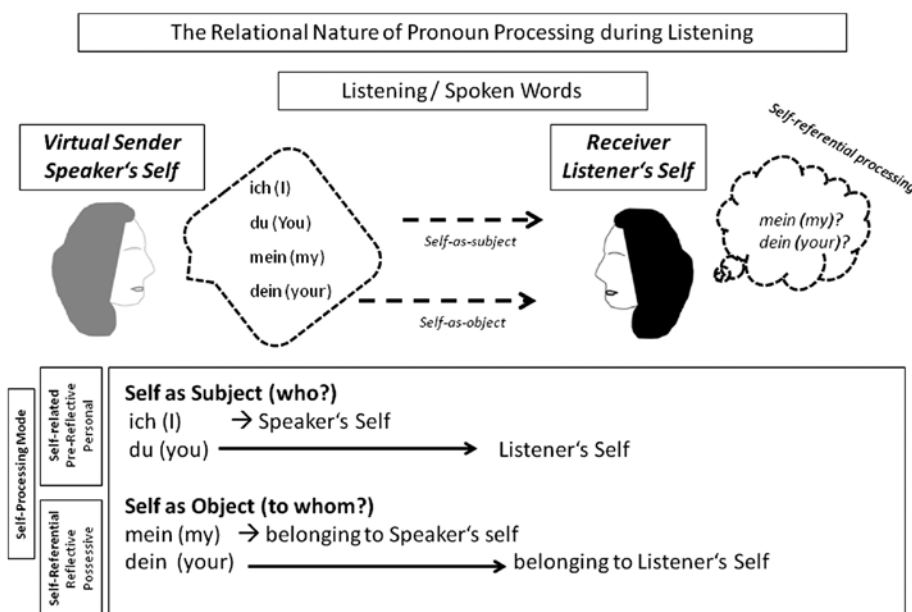 The Relational Nature of Pronoun Processing during Listening
Listening / Spoken Words
Virtual Sender
Speaker‘s Self
Receiver
Listener‘s Self
Self-referential processing
ich (I)
du (You)
mein (my)
dein (your)
Self-as-subject
Self-as-object
mein (my)?
dein (your)?
Self-Processing Mode
Self-related
Pre-Reflective
Personal
Self as Subject (who?)
ich (I) → Speaker‘s Self
du (you) → Listener‘s Self
Self-Referential
Reflective
Possessive
Self as Object (to whom?)
mein (my) → belonging to Speaker‘s self
dein (your) → belonging to Listener‘s Self